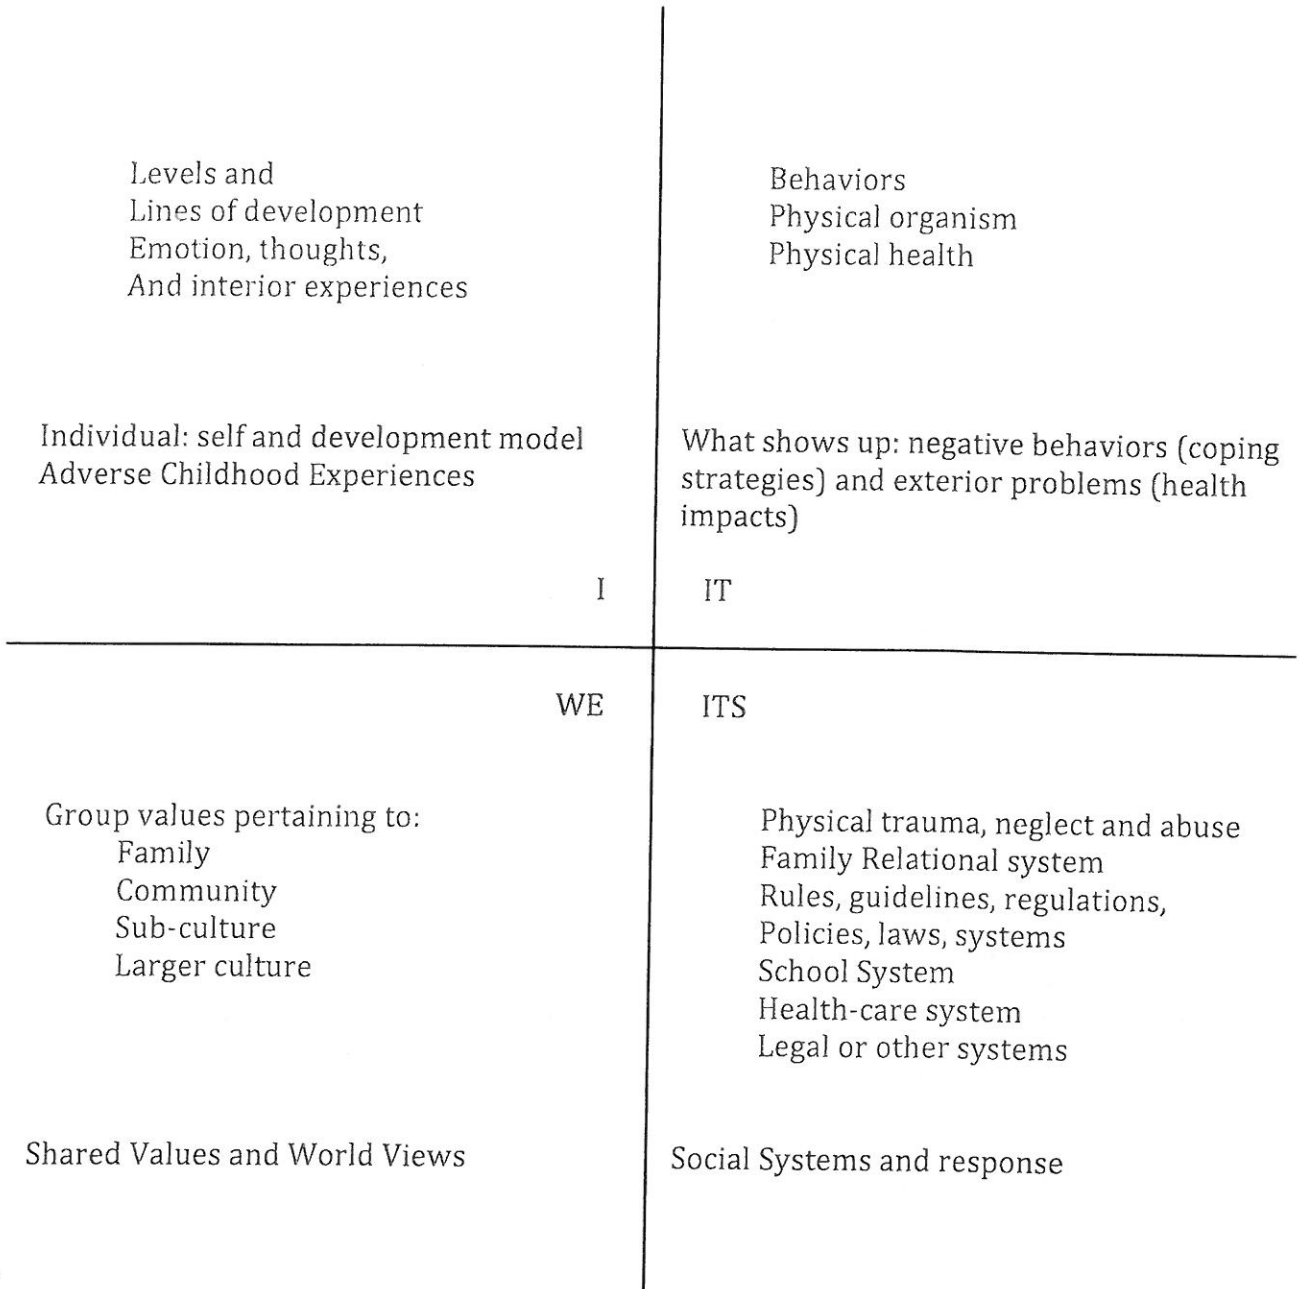 Levels and
Lines of development
Emotion, thoughts,
And interior experiences
Individual: self and development model
Adverse Childhood Experiences
I
Behaviors
Physical organism
Physical health
What shows up: negative behaviors (coping
strategies) and exterior problems (health
impacts)
IT
WE
Group values pertaining to:
Family
Community
Sub-culture
Larger culture
Shared Values and World Views
ITS
Physical trauma, neglect and abuse
Family Relational system
Rules, guidelines, regulations,
Policies, laws, systems
School System
Health-care system
Legal or other systems
Social Systems and response